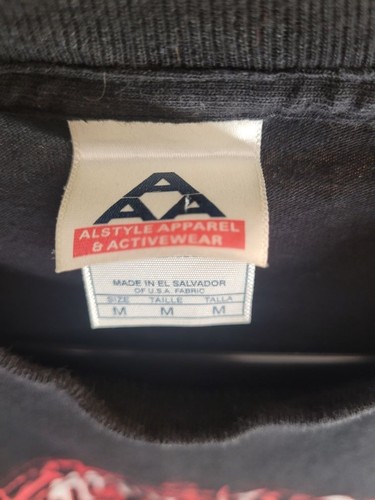 A
A A
ALSTYLE APPAREL
& ACTIVEWEAR
MADE IN EL SALVADOR
OF U.S.A. FABRIC
SIZE TAILLE TALLA
M M M